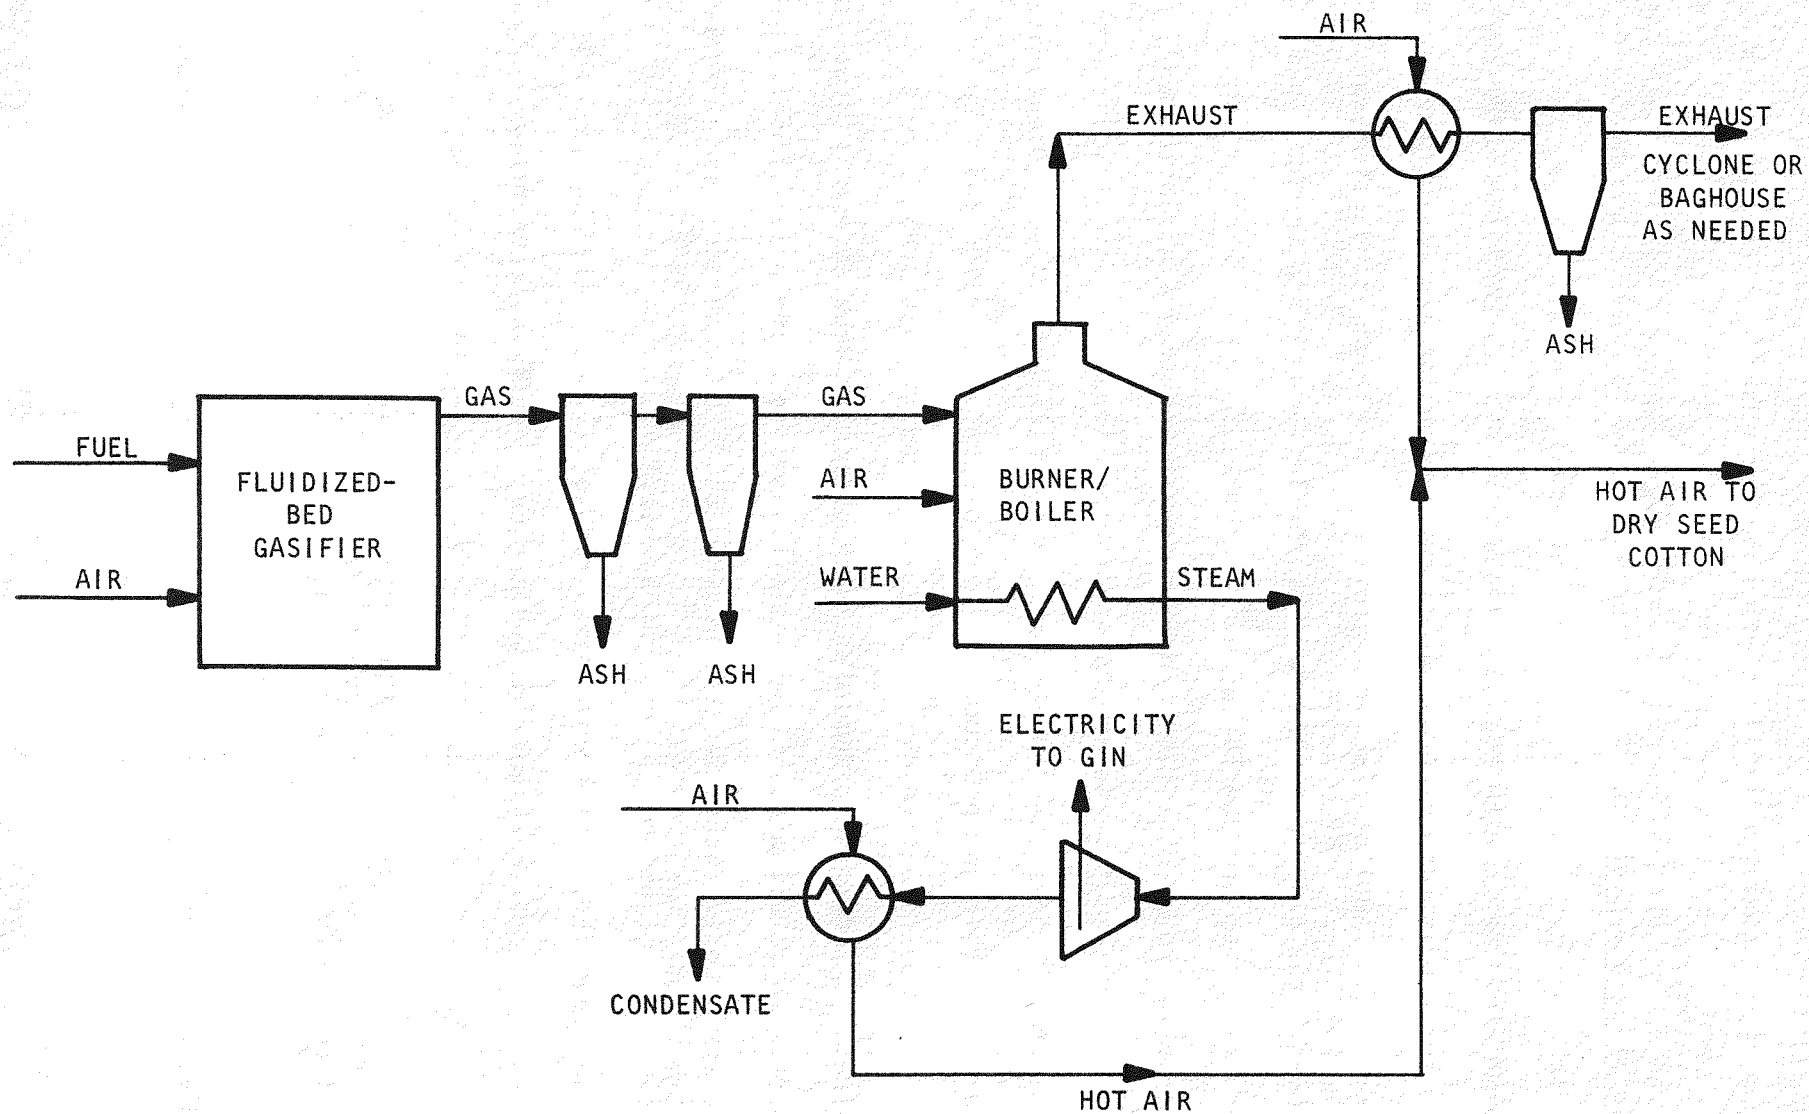 AIR
EXHAUST
EXHAUST
CYCLONE OR
BAGHOUSE
AS NEEDED
ASH
GAS
GAS
FUEL
FLUIDIZED-
BED
GASIFIER
AIR
AIR
BURNER/
BOILER
HOT AIR TO
DRY SEED
COTTON
WATER
STEAM
ASH
ASH
ELECTRICITY
TO GIN
AIR
CONDENSATE
HOT AIR